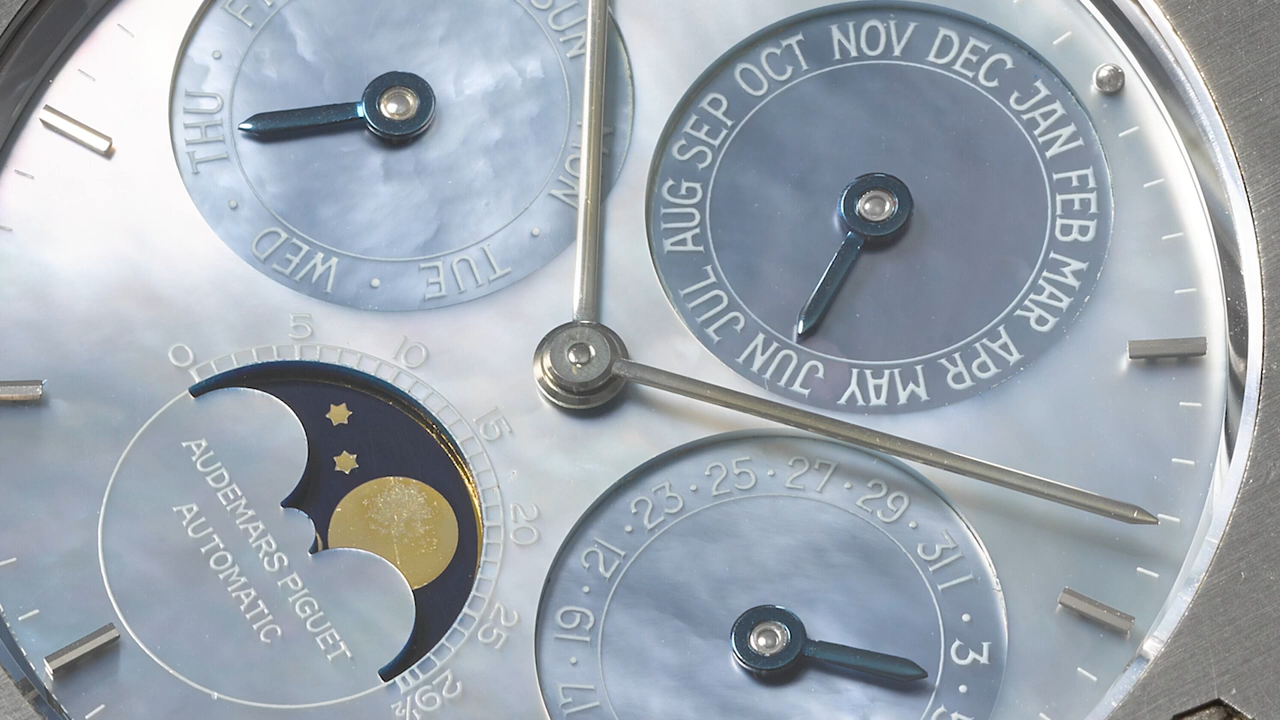 THU
WED
TUE
MON
SUN
JAN FEB MAR APR MAY JUN JUL AUG SEP OCT NOV DEC
0 5 10 15 20 25 29½
AUDEMARS PIGUET
AUTOMATIC
17 · 19 · 21 · 23 · 25 · 27 · 29 · 31 · 3 ·